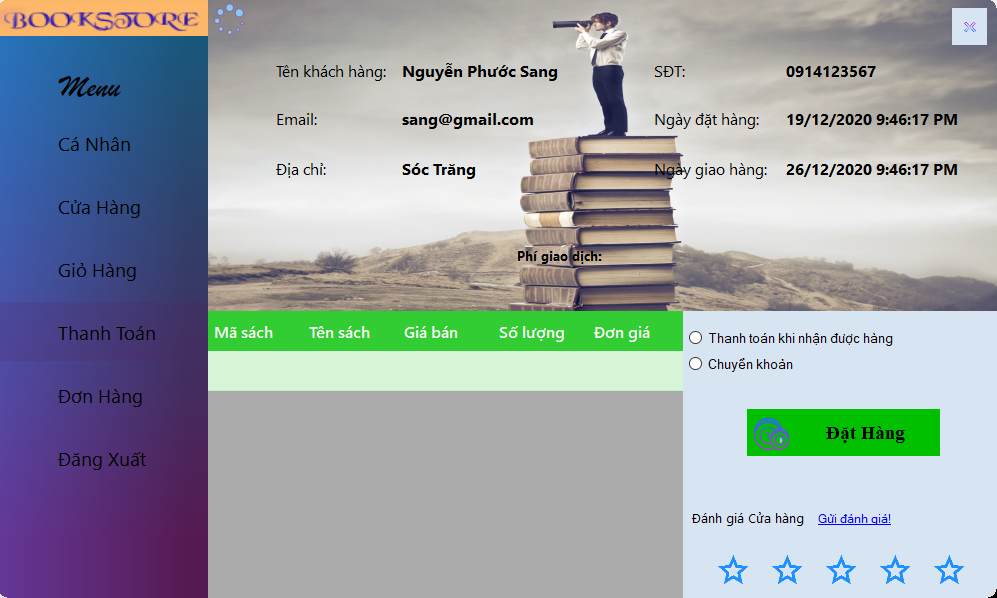 BOOKSTORE
Menu
Cá Nhân
Cửa Hàng
Giỏ Hàng
Thanh Toán
Đơn Hàng
Đăng Xuất
Tên khách hàng: Nguyễn Phước Sang SĐT: 0914123567
Email: sang@gmail.com Ngày đặt hàng: 19/12/2020 9:46:17 PM
Địa chỉ: Sóc Trăng Ngày giao hàng: 26/12/2020 9:46:17 PM
Phí giao dịch:
Mã sách Tên sách Giá bán Số lượng Đơn giá
Thanh toán khi nhận được hàng
Chuyển khoản
Đặt Hàng
Đánh giá Cửa hàng Gửi đánh giá!